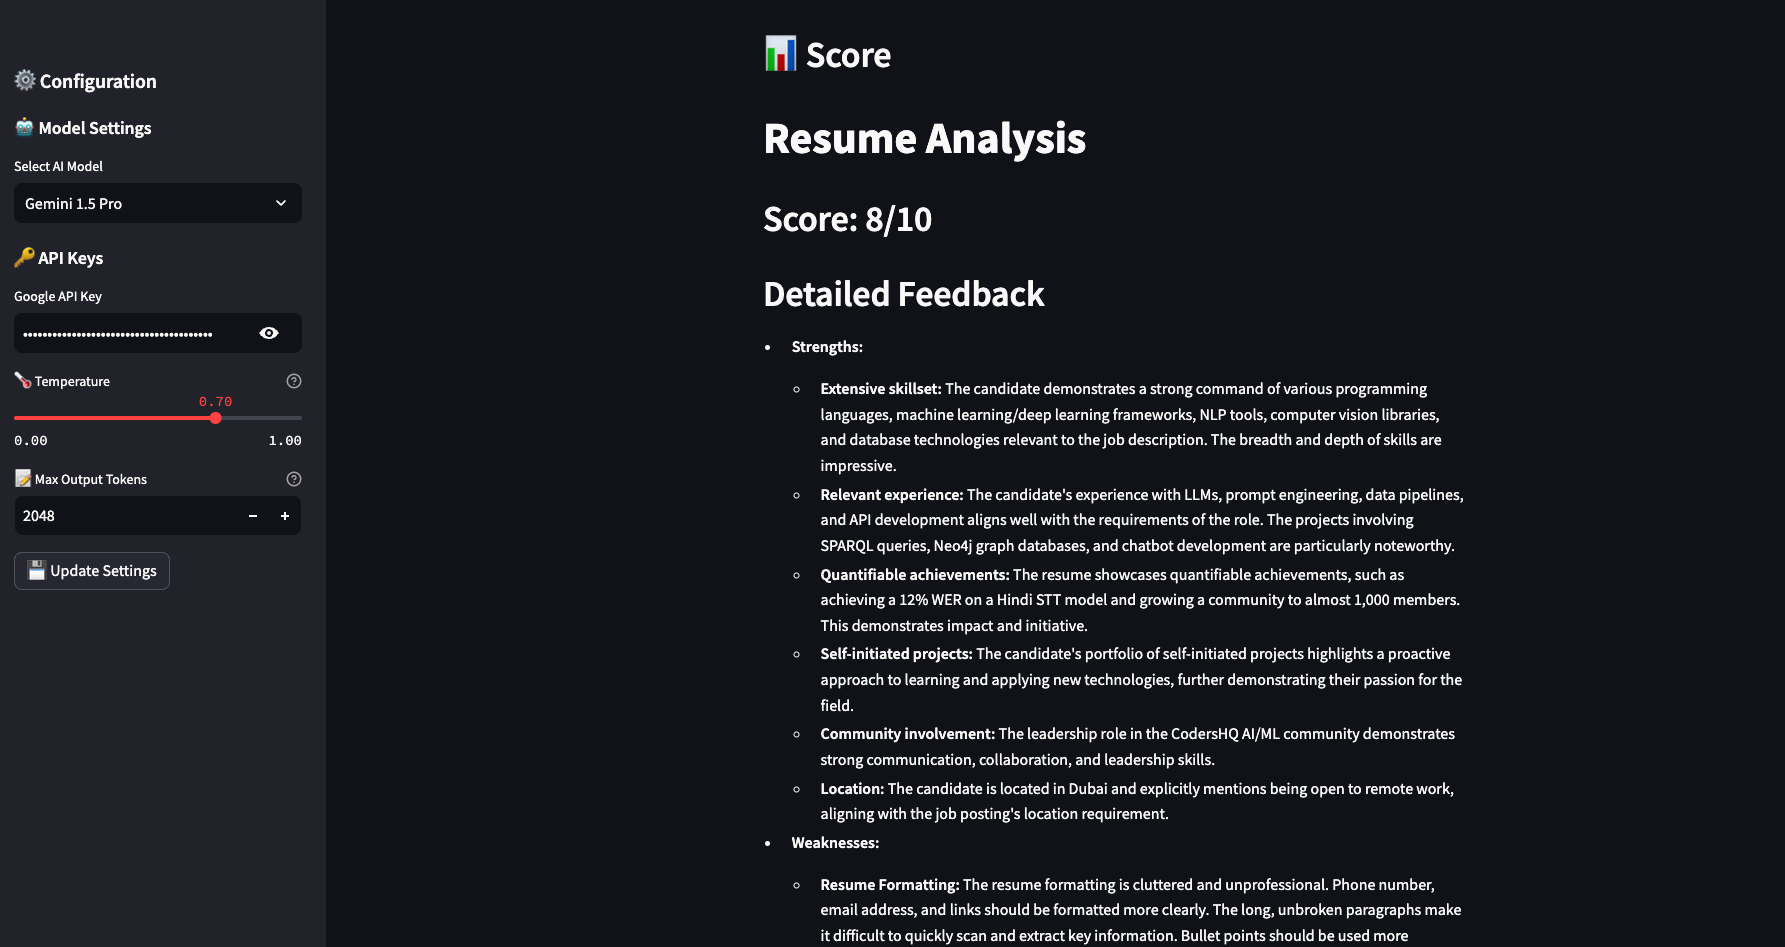 Configuration
Model Settings
Select AI Model
Gemini 1.5 Pro
API Keys
Google API Key
••••••••••••••••••••••••••••••••••••••
Temperature
0.70
0.00 1.00
Max Output Tokens
2048 − +
Update Settings
Score
Resume Analysis
Score: 8/10
Detailed Feedback
• Strengths:
◦ Extensive skillset: The candidate demonstrates a strong command of various programming
languages, machine learning/deep learning frameworks, NLP tools, computer vision libraries,
and database technologies relevant to the job description. The breadth and depth of skills are
impressive.
◦ Relevant experience: The candidate's experience with LLMs, prompt engineering, data pipelines,
and API development aligns well with the requirements of the role. The projects involving
SPARQL queries, Neo4j graph databases, and chatbot development are particularly noteworthy.
◦ Quantifiable achievements: The resume showcases quantifiable achievements, such as
achieving a 12% WER on a Hindi STT model and growing a community to almost 1,000 members.
This demonstrates impact and initiative.
◦ Self-initiated projects: The candidate's portfolio of self-initiated projects highlights a proactive
approach to learning and applying new technologies, further demonstrating their passion for the
field.
◦ Community involvement: The leadership role in the CodersHQ AI/ML community demonstrates
strong communication, collaboration, and leadership skills.
◦ Location: The candidate is located in Dubai and explicitly mentions being open to remote work,
aligning with the job posting's location requirement.
• Weaknesses:
◦ Resume Formatting: The resume formatting is cluttered and unprofessional. Phone number,
email address, and links should be formatted more clearly. The long, unbroken paragraphs make
it difficult to quickly scan and extract key information. Bullet points should be used more